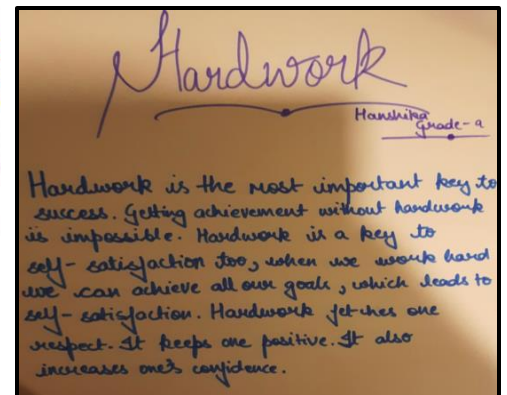 Hardwork
Hanshika
Grade-9
Hardwork is the most important key to
success. Getting achievement without hardwork
is impossible. Hardwork is a key to
self-satisfaction too, when we work hard
we can achieve all our goals, which leads to
self-satisfaction. Hardwork fetches one
respect. It keeps one positive. It also
increases one's confidence.